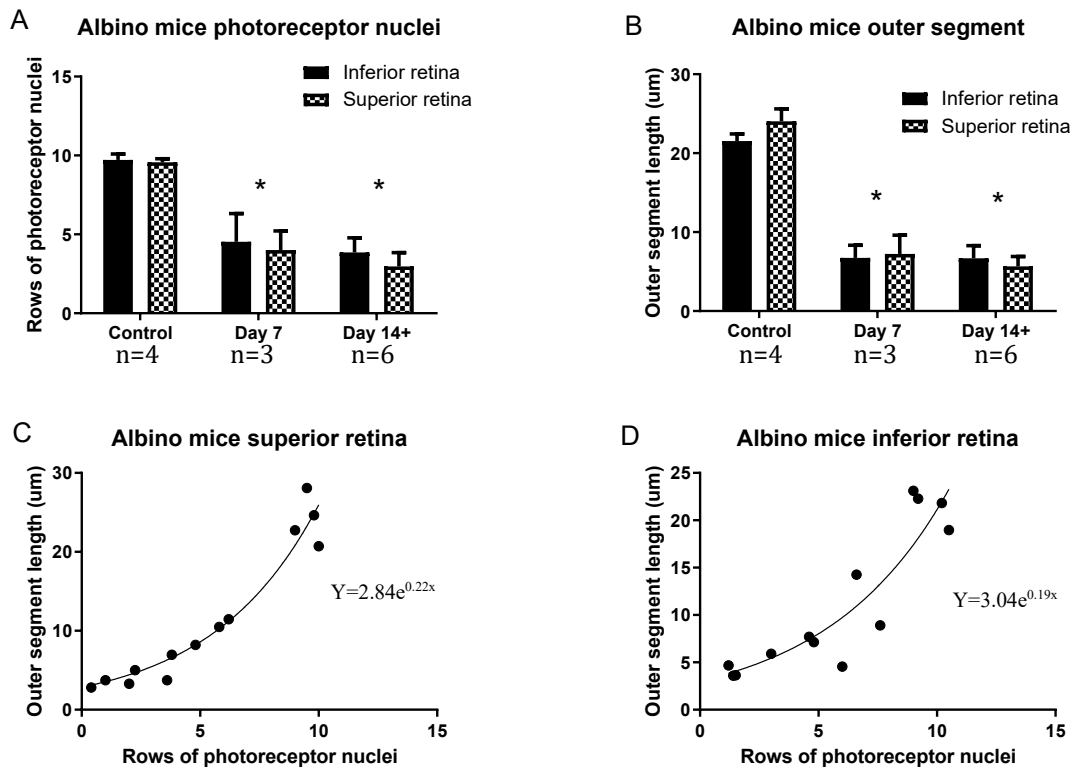 A
Albino mice photoreceptor nuclei
Rows of photoreceptor nuclei
15
10
5
0
Inferior retina
Superior retina
*
*
Control
Day 7
Day 14+
n=4
n=3
n=6
B
Albino mice outer segment
Outer segment length (um)
30
20
10
0
Inferior retina
Superior retina
*
*
Control
Day 7
Day 14+
n=4
n=3
n=6
C
Albino mice superior retina
Outer segment length (um)
30
20
10
0
Y=2.84e0.22x
0
5
10
15
Rows of photoreceptor nuclei
D
Albino mice inferior retina
Outer segment length (um)
25
20
15
10
5
0
Y=3.04e0.19x
0
5
10
15
Rows of photoreceptor nuclei